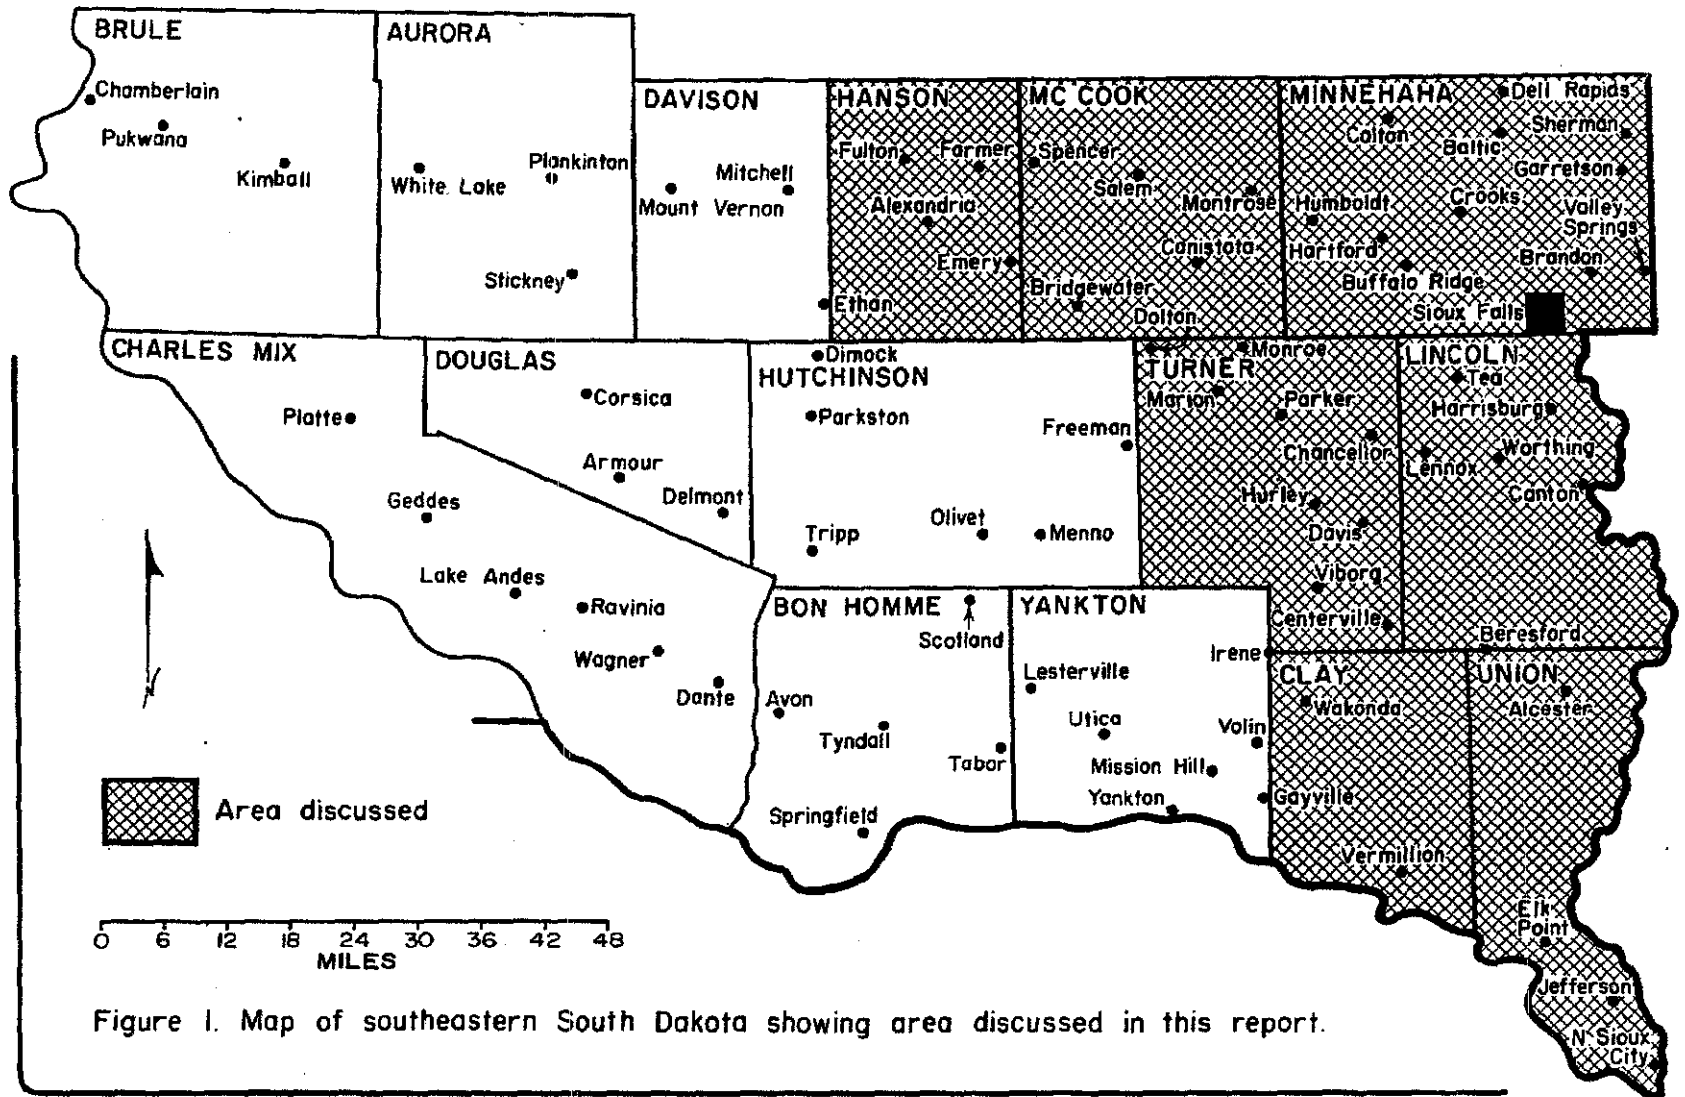 BRULE
Chamberlain
Pukwana
Kimball
AURORA
White Lake
Plankinton
Stickney
DAVISON
Mitchell
Mount Vernon
Ethan
HANSON
Fulton
Farmer
Alexandria
Emery
MC COOK
Spencer
Salem
Montrose
Canistota
Bridgewater
MINNEHAHA
Dell Rapids
Colton
Sherman
Baltic
Garretson
Crooks
Humboldt
Valley
Springs
Hartford
Brandon
Buffalo Ridge
Sioux Falls
CHARLES MIX
Platte
Geddes
Lake Andes
Ravinia
Wagner
Dante
DOUGLAS
Corsica
Armour
Delmont
HUTCHINSON
Dimock
Parkston
Freeman
Tripp
Olivet
Menno
Dolton
TURNER
Monroe
Marion
Parker
Chancellor
Hurley
Davis
Viborg
Centerville
LINCOLN
Tea
Harrisburg
Worthing
Lennox
Canton
Beresford
BON HOMME
Scotland
Avon
Tyndall
Tabor
Springfield
YANKTON
Irene
Lesterville
Utica
Volin
Mission Hill
Yankton
Gayville
CLAY
Wakonda
Vermillion
UNION
Alcester
Elk
Point
Jefferson
N. Sioux
City
Area discussed
0 6 12 18 24 30 36 42 48
MILES
Figure 1. Map of southeastern South Dakota showing area discussed in this report.